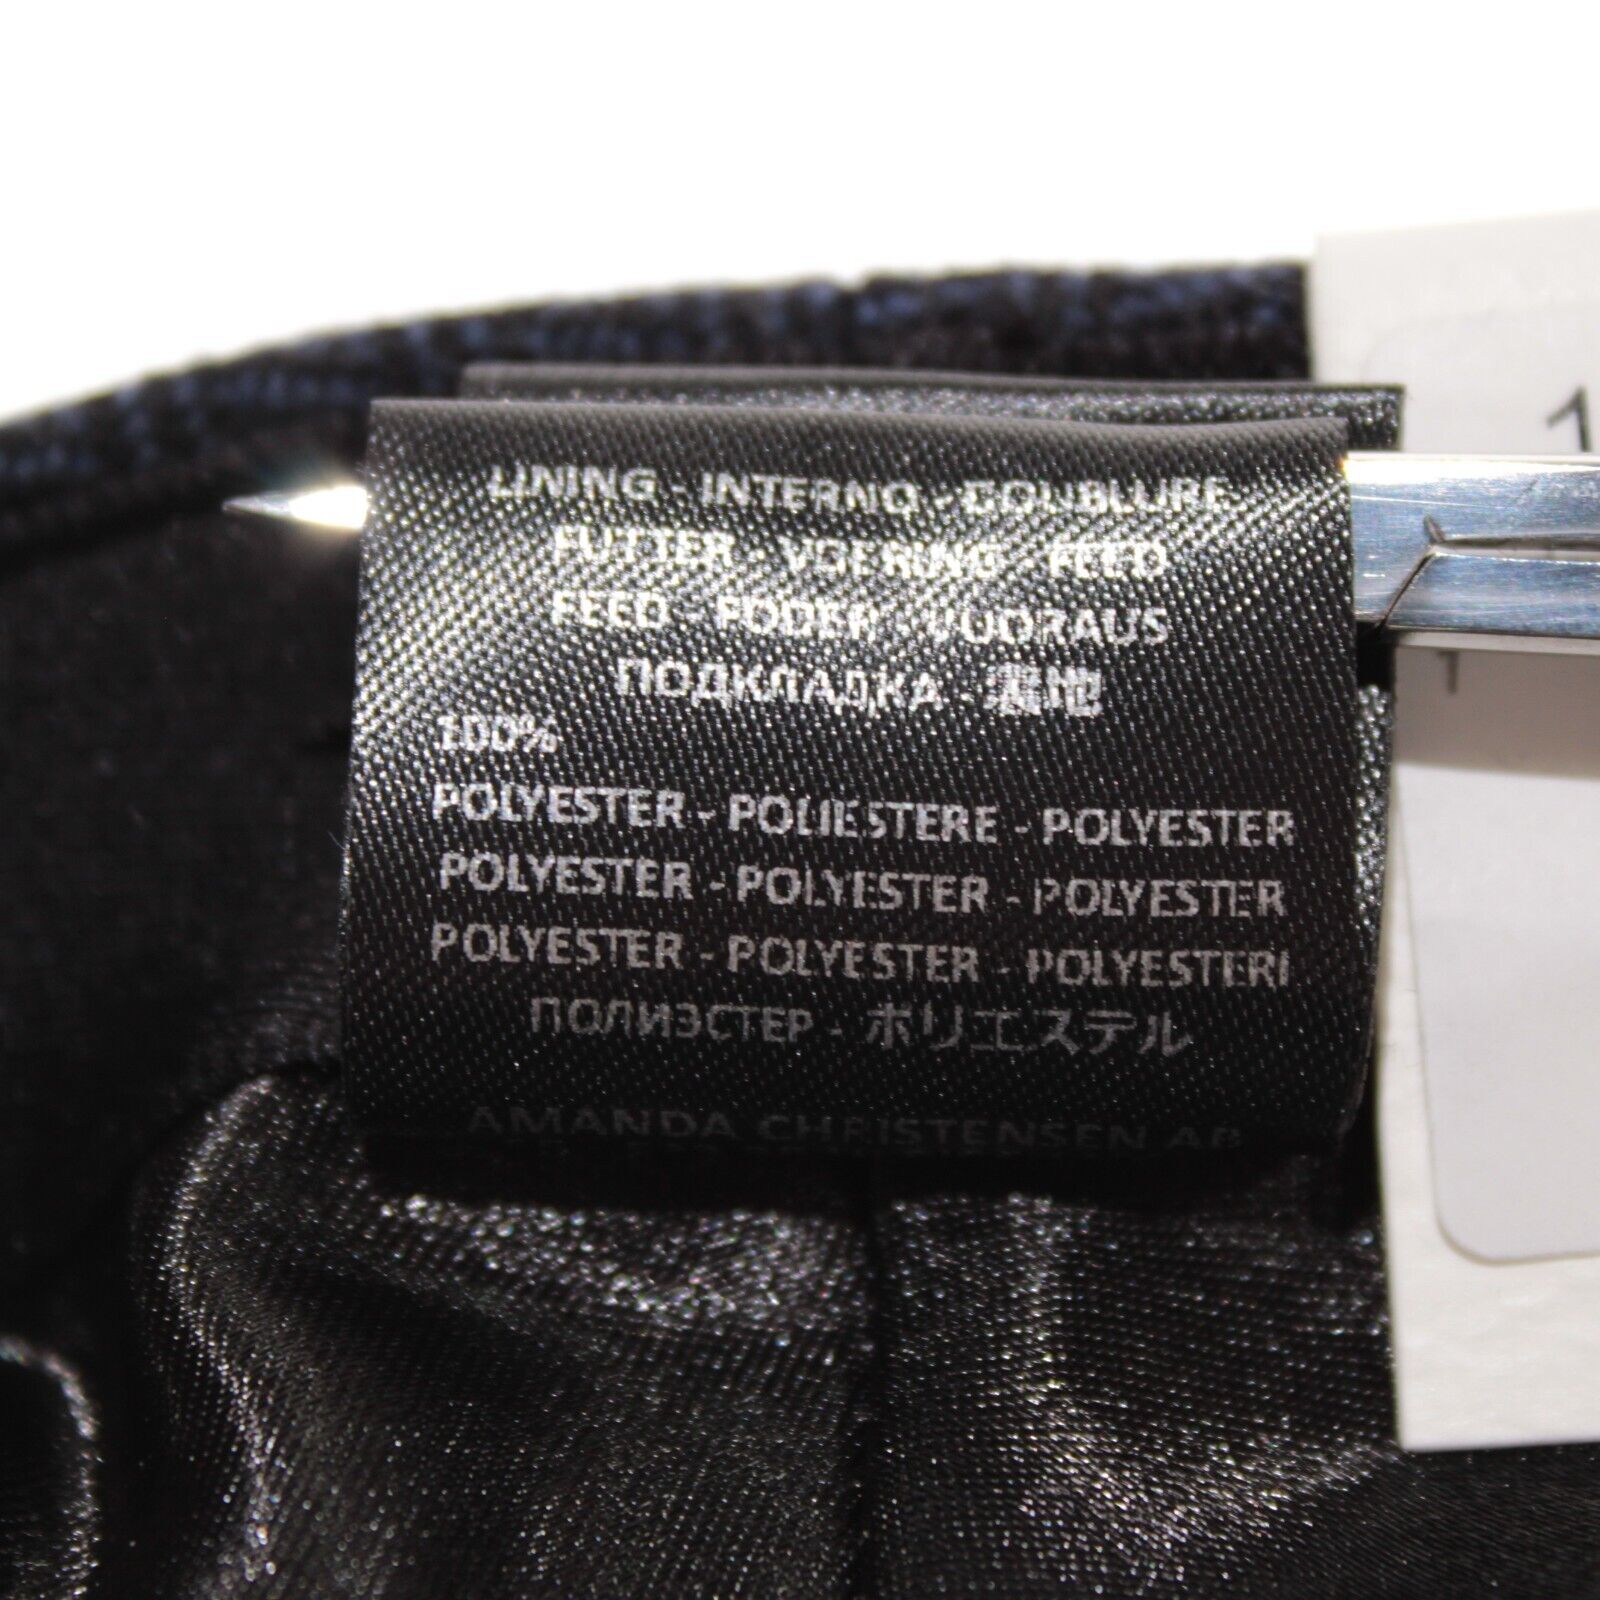 LINING - INTERNO - DOUBLURE
FUTTER - VOERING - FEED
FEED - FODER - VUORAUS
ПОДКЛАДКА - 裏地
100%
POLYESTER - POLIESTERE - POLYESTER
POLYESTER - POLYESTER - POLYESTER
POLYESTER - POLYESTER - POLYESTERI
ПОЛИЭСТЕР - ポリエステル
AMANDA CHRISTENSEN AB
1